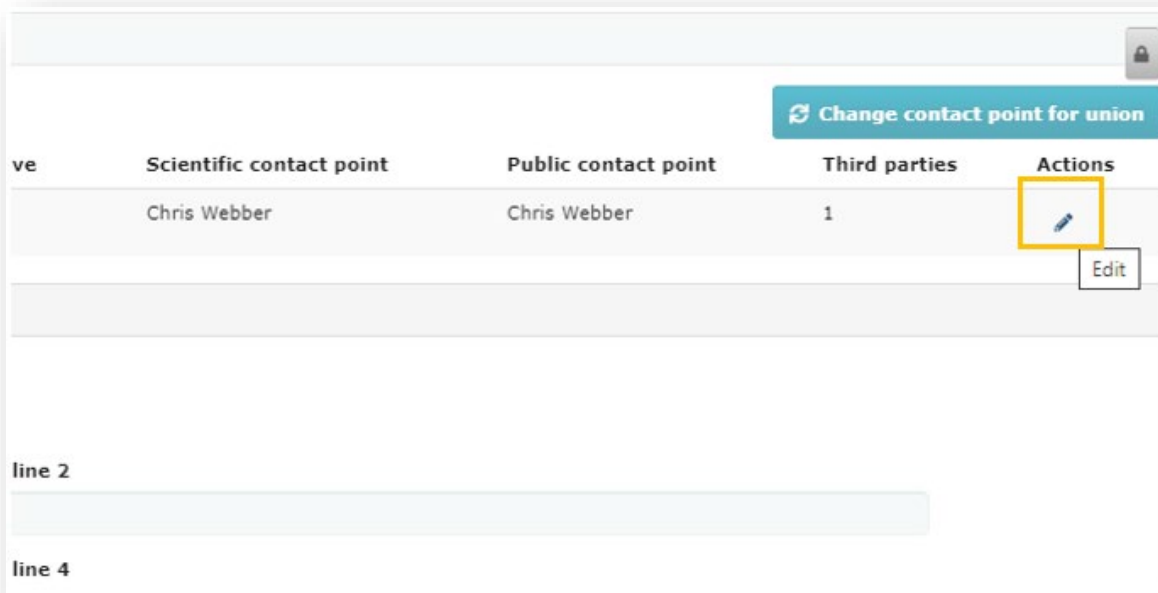 Change contact point for union
ve Scientific contact point Public contact point Third parties Actions
Chris Webber Chris Webber 1
Edit
line 2
line 4